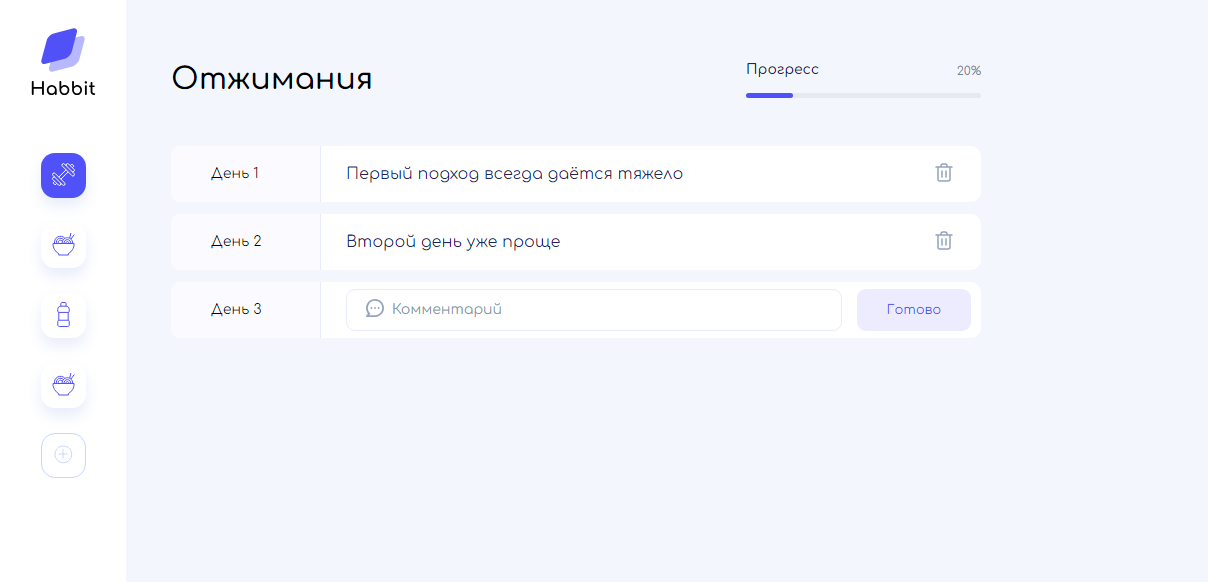 Habbit
Отжимания
Прогресс 20%
День 1 Первый подход всегда даётся тяжело
День 2 Второй день уже проще
День 3 Комментарий Готово